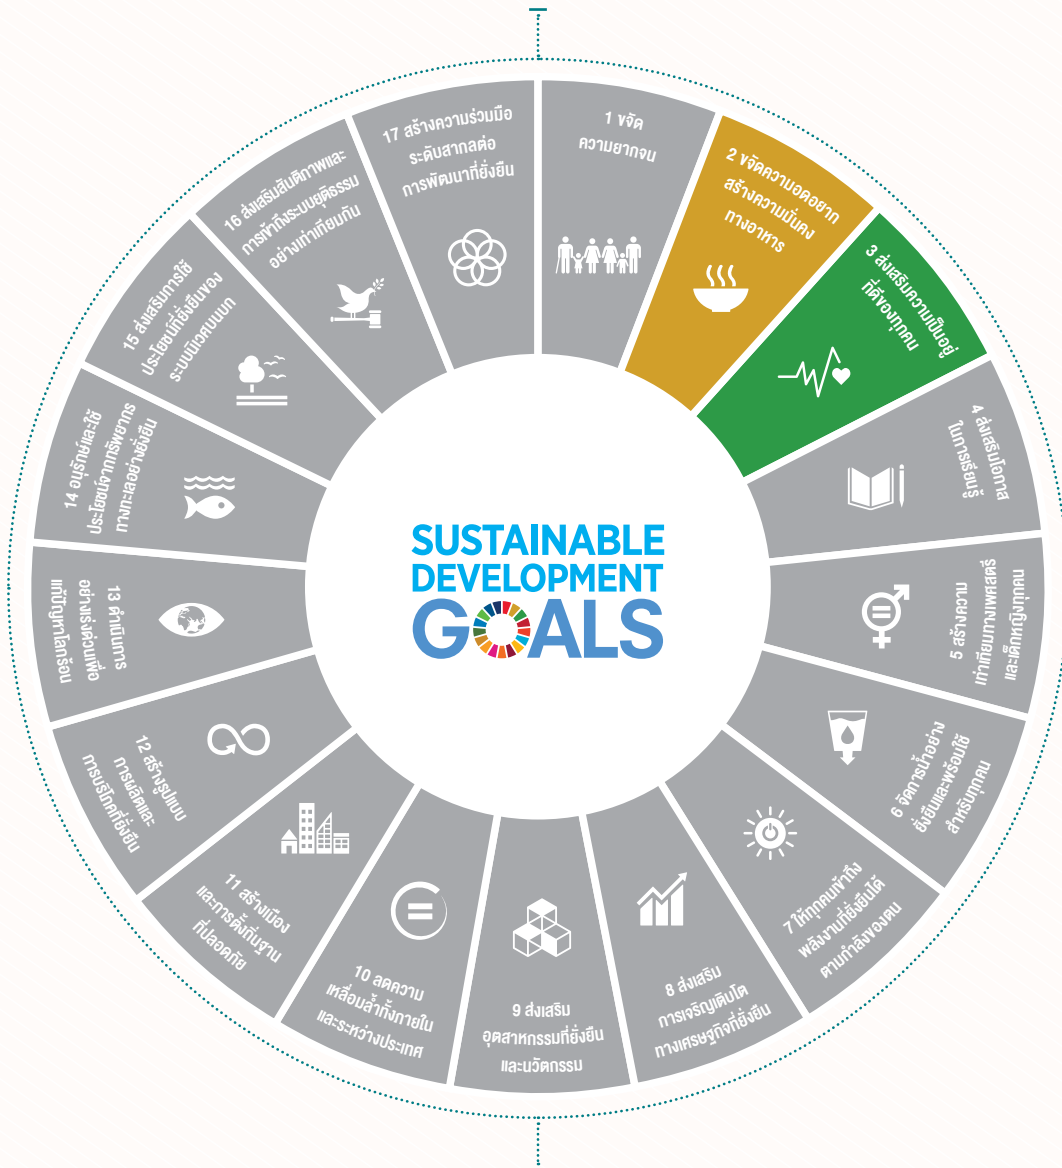 1 ขจัด
ความยากจน
2 ขจัดความอดอยาก
สร้างความมั่นคง
ทางอาหาร
3 ส่งเสริมความเป็นอยู่
ที่ดีของทุกคน
4 ส่งเสริมโอกาส
ในการเรียนรู้
5 สร้างความ
เท่าเทียมทางเพศสตรี
และเด็กหญิงทุกคน
6 จัดการน้ำอย่าง
ยั่งยืนและพร้อมใช้
สำหรับทุกคน
7 ให้ทุกคนเข้าถึง
พลังงานที่ยั่งยืนได้
ตามกำลังของตน
8 ส่งเสริม
การเจริญเติบโต
ทางเศรษฐกิจที่ยั่งยืน
9 ส่งเสริม
อุตสาหกรรมที่ยั่งยืน
และนวัตกรรม
10 ลดความ
เหลื่อมล้ำทั้งภายใน
และระหว่างประเทศ
11 สร้างเมือง
และการตั้งถิ่นฐาน
ที่ปลอดภัย
12 สร้างรูปแบบ
การผลิตและ
การบริโภคที่ยั่งยืน
13 ดำเนินการ
อย่างเร่งด่วนเพื่อ
แก้ปัญหาโลกร้อน
14 อนุรักษ์และใช้
ประโยชน์จากทรัพยากร
ทางทะเลอย่างยั่งยืน
15 ส่งเสริมการใช้
ประโยชน์ที่ยั่งยืนของ
ระบบนิเวศบนบก
16 ส่งเสริมสันติภาพและ
การเข้าถึงระบบยุติธรรม
อย่างเท่าเทียมกัน
17 สร้างความร่วมมือ
ระดับสากลต่อ
การพัฒนาที่ยั่งยืน
SUSTAINABLE
DEVELOPMENT
GOALS